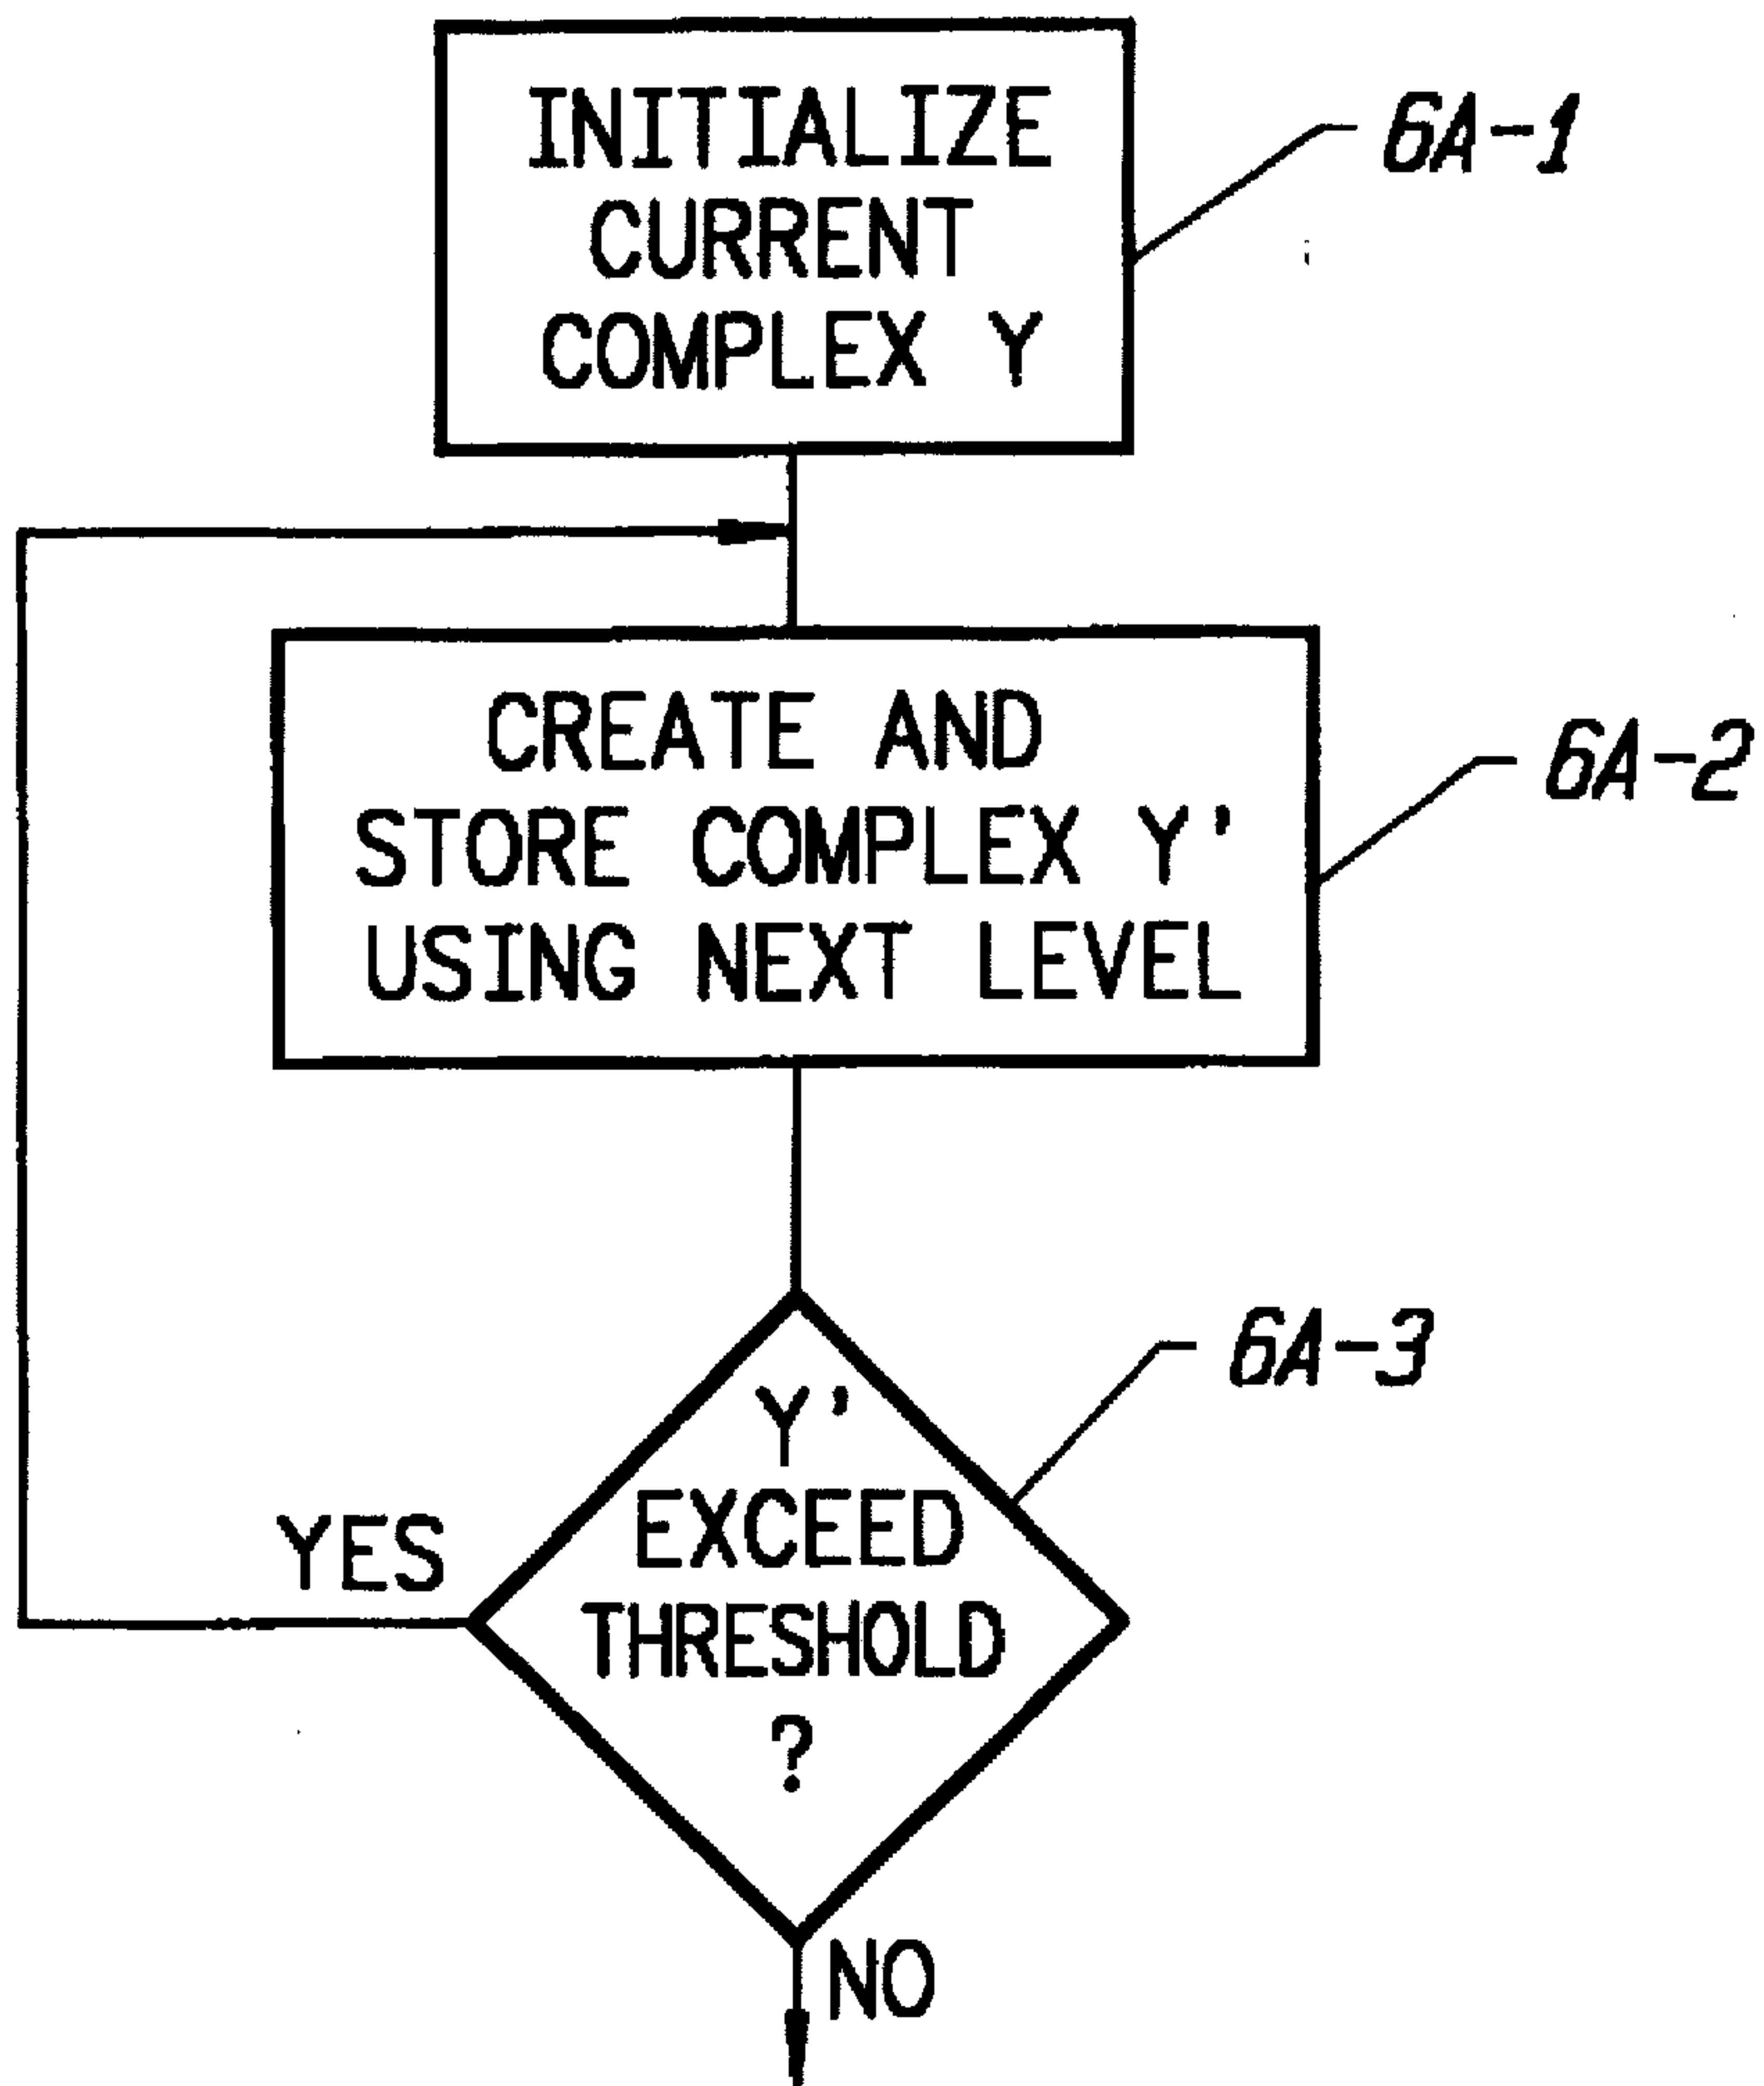 INITIALIZE
CURRENT
COMPLEX Y
6A-1
CREATE AND
STORE COMPLEX Y'
USING NEXT LEVEL
6A-2
6A-3
Y'
EXCEED
THRESHOLD
?
YES
NO